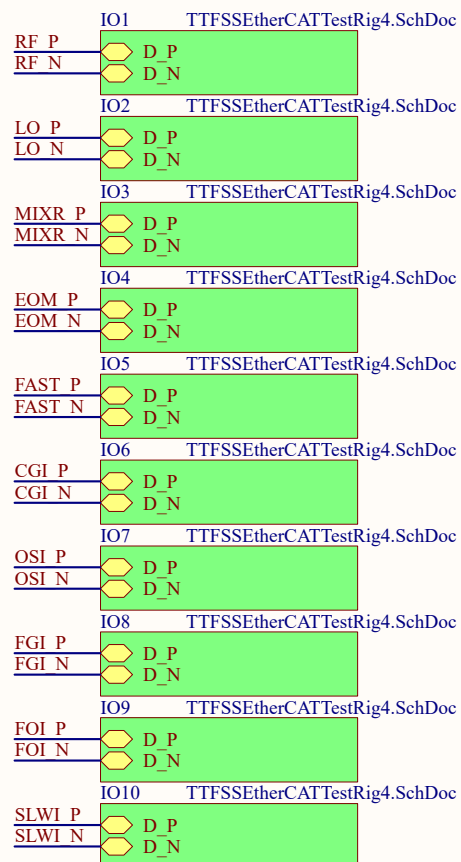 IO1 TTFSSEtherCATTestRig4.SchDoc
RF_P D_P
RF_N D_N
IO2 TTFSSEtherCATTestRig4.SchDoc
LO_P D_P
LO_N D_N
IO3 TTFSSEtherCATTestRig4.SchDoc
MIXR_P D_P
MIXR_N D_N
IO4 TTFSSEtherCATTestRig4.SchDoc
EOM_P D_P
EOM_N D_N
IO5 TTFSSEtherCATTestRig4.SchDoc
FAST_P D_P
FAST_N D_N
IO6 TTFSSEtherCATTestRig4.SchDoc
CGI_P D_P
CGI_N D_N
IO7 TTFSSEtherCATTestRig4.SchDoc
OSI_P D_P
OSI_N D_N
IO8 TTFSSEtherCATTestRig4.SchDoc
FGI_P D_P
FGI_N D_N
IO9 TTFSSEtherCATTestRig4.SchDoc
FOI_P D_P
FOI_N D_N
IO10 TTFSSEtherCATTestRig4.SchDoc
SLWI_P D_P
SLWI_N D_N